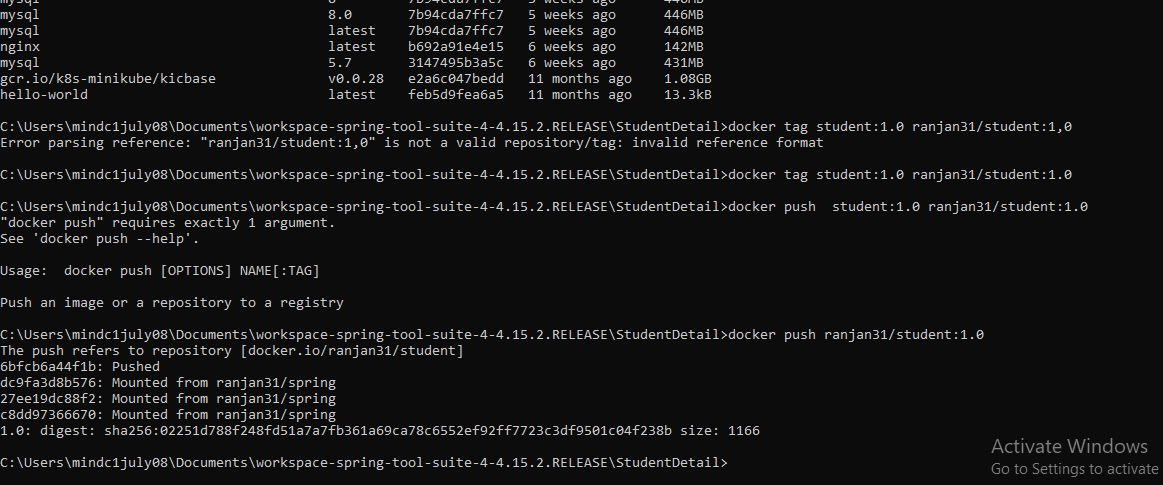 mysql 8 7b94cda7ffc7 5 weeks ago 446MB
mysql 8.0 7b94cda7ffc7 5 weeks ago 446MB
mysql latest 7b94cda7ffc7 5 weeks ago 446MB
nginx latest b692a91e4e15 6 weeks ago 142MB
mysql 5.7 3147495b3a5c 6 weeks ago 431MB
gcr.io/k8s-minikube/kicbase v0.0.28 e2a6c047bedd 11 months ago 1.08GB
hello-world latest feb5d9fea6a5 11 months ago 13.3kB
C:\Users\mindc1july08\Documents\workspace-spring-tool-suite-4-4.15.2.RELEASE\StudentDetail>docker tag student:1.0 ranjan31/student:1,0
Error parsing reference: "ranjan31/student:1,0" is not a valid repository/tag: invalid reference format
C:\Users\mindc1july08\Documents\workspace-spring-tool-suite-4-4.15.2.RELEASE\StudentDetail>docker tag student:1.0 ranjan31/student:1.0
C:\Users\mindc1july08\Documents\workspace-spring-tool-suite-4-4.15.2.RELEASE\StudentDetail>docker push  student:1.0 ranjan31/student:1.0
"docker push" requires exactly 1 argument.
See 'docker push --help'.
Usage:  docker push [OPTIONS] NAME[:TAG]
Push an image or a repository to a registry
C:\Users\mindc1july08\Documents\workspace-spring-tool-suite-4-4.15.2.RELEASE\StudentDetail>docker push ranjan31/student:1.0
The push refers to repository [docker.io/ranjan31/student]
6bfcb6a44f1b: Pushed
dc9fa3d8b576: Mounted from ranjan31/spring
27ee19dc88f2: Mounted from ranjan31/spring
c8dd97366670: Mounted from ranjan31/spring
1.0: digest: sha256:02251d788f248fd51a7a7fb361a69ca78c6552ef92ff7723c3df9501c04f238b size: 1166
C:\Users\mindc1july08\Documents\workspace-spring-tool-suite-4-4.15.2.RELEASE\StudentDetail>
Activate Windows
Go to Settings to activate